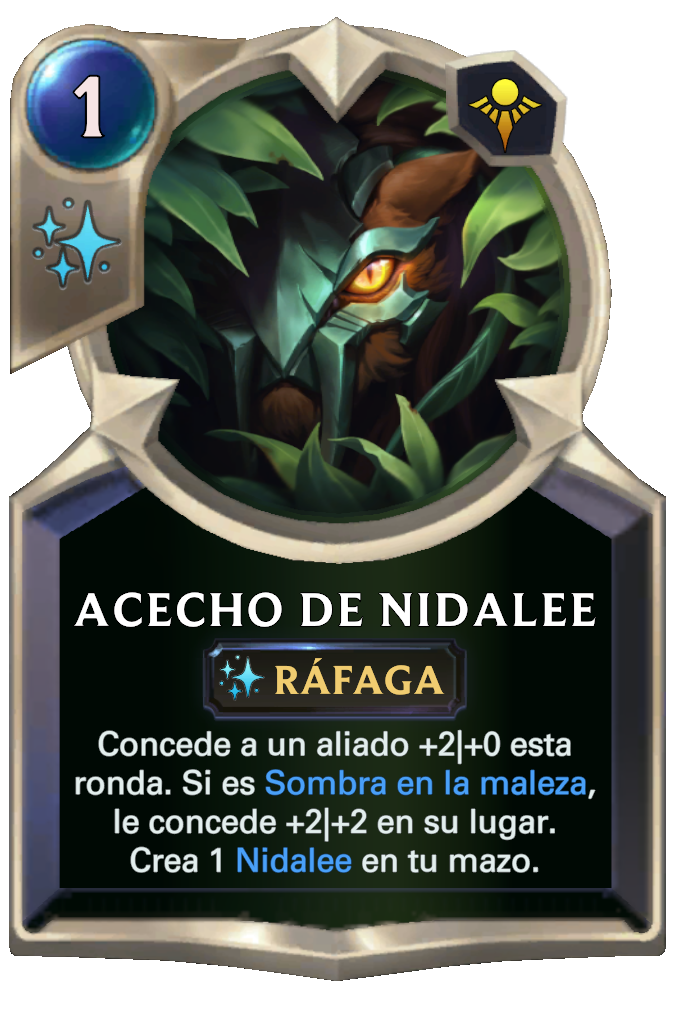 1
ACECHO DE NIDALEE
RÁFAGA
Concede a un aliado +2|+0 esta
ronda. Si es Sombra en la maleza,
le concede +2|+2 en su lugar.
Crea 1 Nidalee en tu mazo.